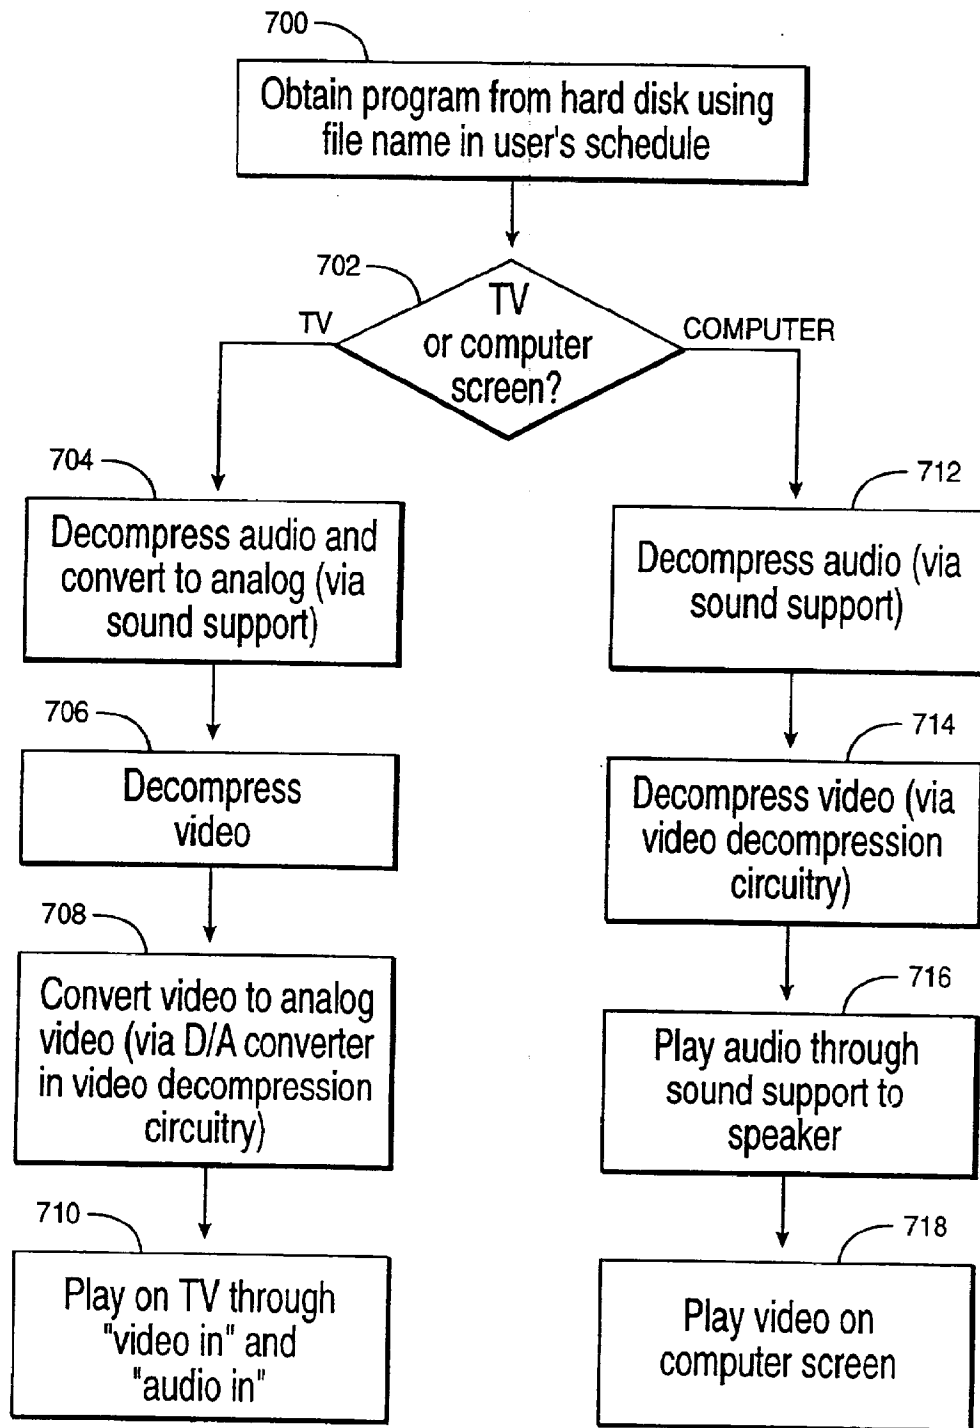 700
Obtain program from hard disk using
file name in user's schedule
702
TV
or computer
screen?
TV
COMPUTER
704
Decompress audio and
convert to analog (via
sound support)
706
Decompress
video
708
Convert video to analog
video (via D/A converter
in video decompression
circuitry)
710
Play on TV through
"video in" and
"audio in"
712
Decompress audio (via
sound support)
714
Decompress video (via
video decompression
circuitry)
716
Play audio through
sound support to
speaker
718
Play video on
computer screen